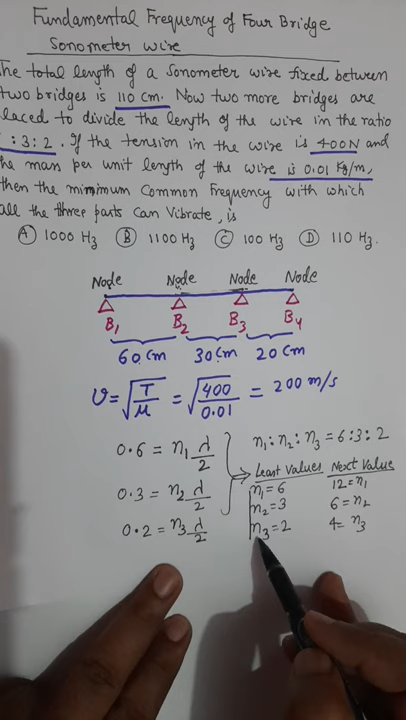 Fundamental Frequency of Four Bridge
Sonometer wire
The total length of a Sonometer wire fixed between
two bridges is 110 cm. Now two more bridges are
laced to divide the length of the wire in the ratio
: 3 : 2. If the tension in the wire is 400N and
he mass per unit length of the wire is 0.01 Kg/m,
then the minimum Common Frequency with which
all the three parts Can Vibrate, is
(A) 1000 Hz (B) 1100 Hz (C) 100 Hz (D) 110 Hz.
Node Node Node Node
B1 B2 B3 B4
60 Cm 30 Cm 20 Cm
v = √(T/μ) = √(400/0.01) = 200 m/s
n1 : n2 : n3 = 6 : 3 : 2
0.6 = n1 λ/2
0.3 = n2 λ/2
0.2 = n3 λ/2
Least Values Next Value
n1 = 6 12 = n1
n2 = 3 6 = n2
n3 = 2 4 = n3